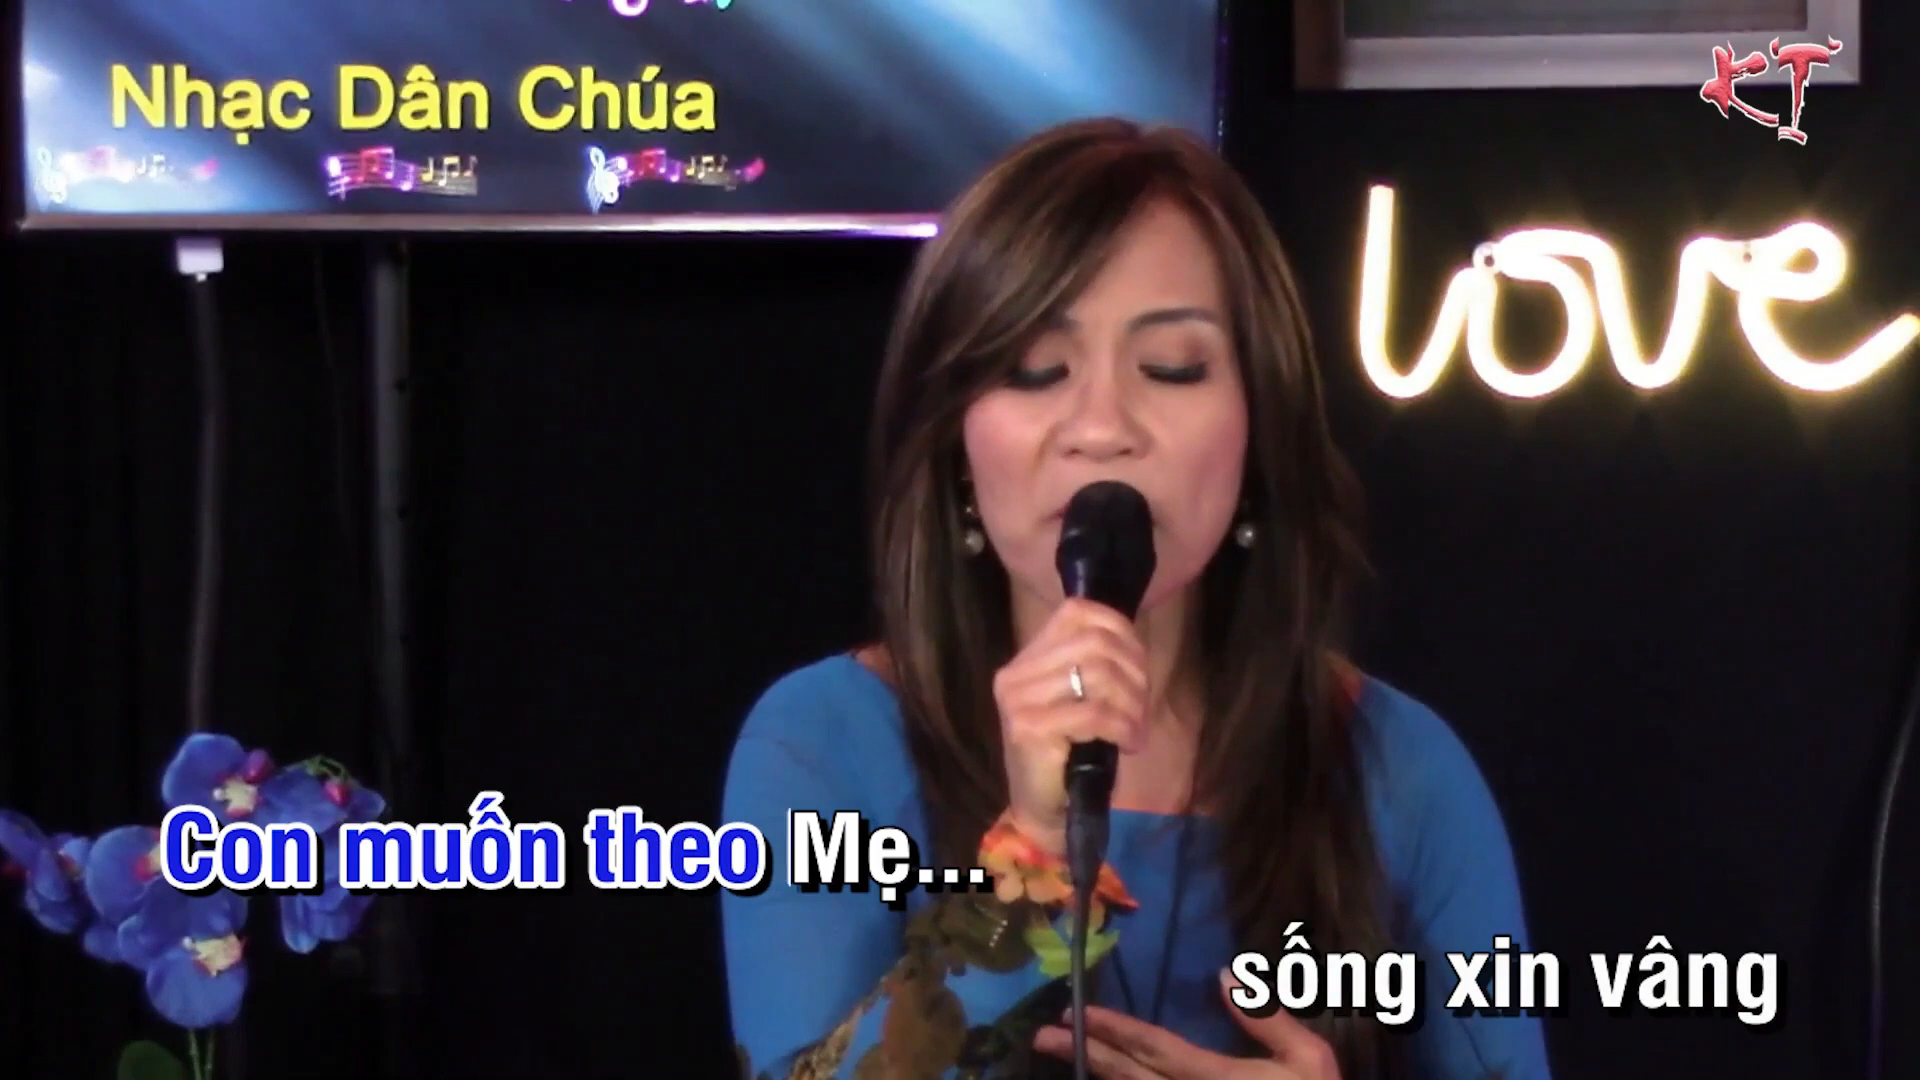 Nhạc Dân Chúa
KT
love
Con muốn theo Mẹ...
sống xin vâng